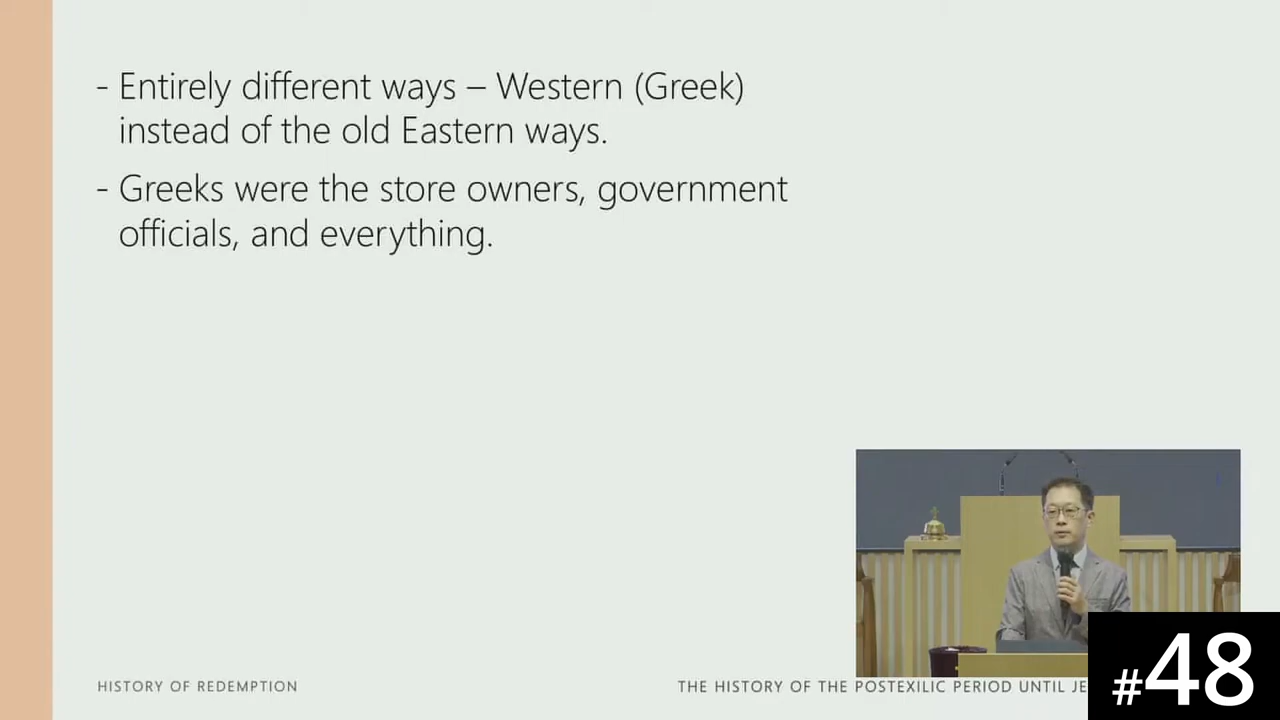 - Entirely different ways – Western (Greek)
instead of the old Eastern ways.
- Greeks were the store owners, government
officials, and everything.
HISTORY OF REDEMPTION
THE HISTORY OF THE POSTEXILIC PERIOD UNTIL JE
#48